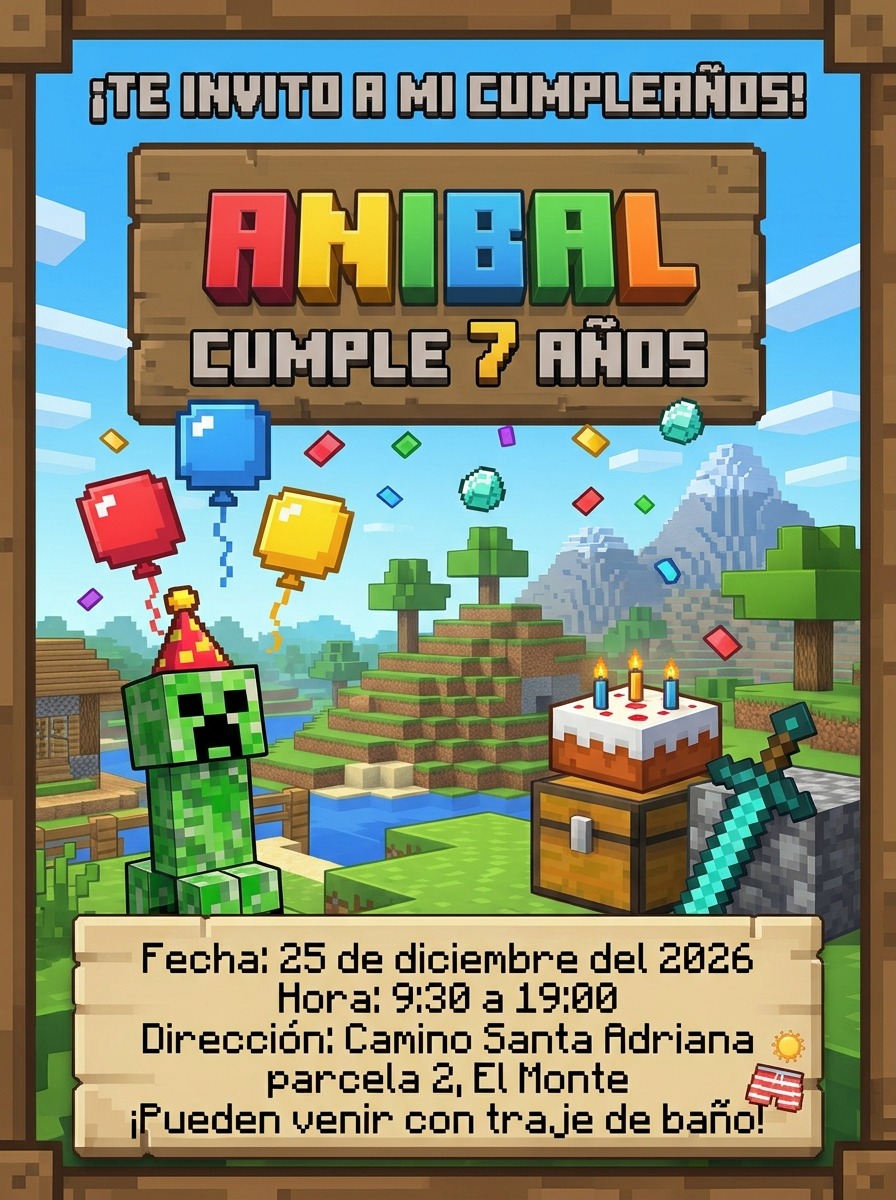 ¡TE INVITO A MI CUMPLEAÑOS!
ANIBAL
CUMPLE 7 AÑOS
Fecha: 25 de diciembre del 2026
Hora: 9:30 a 19:00
Dirección: Camino Santa Adriana
parcela 2, El Monte
¡Pueden venir con traje de baño!